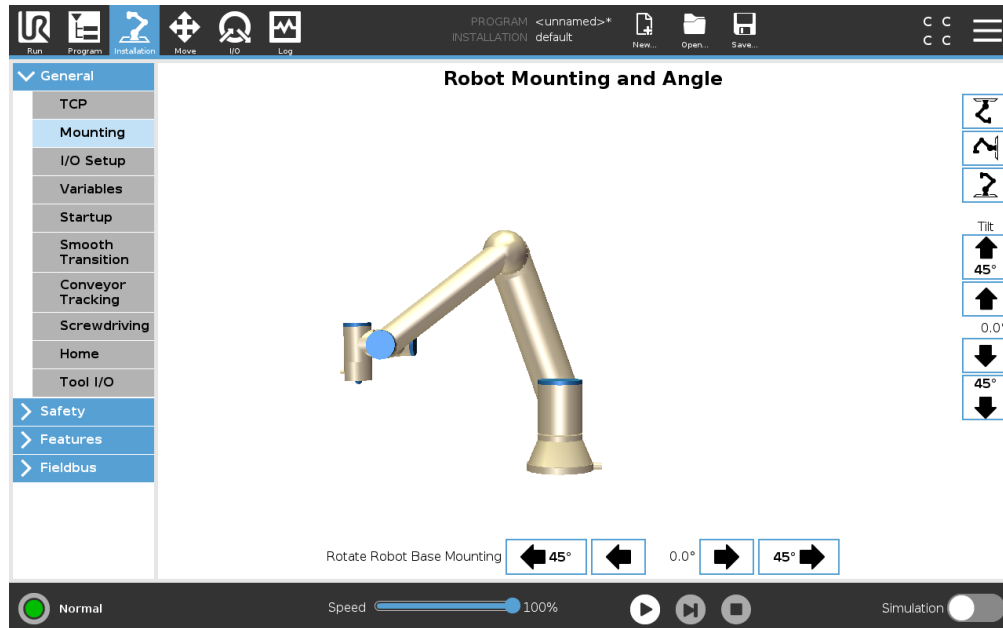 PROGRAM <unnamed>*
INSTALLATION default
UR
Run
Program
Installation
Move
I/O
Log
New...
Open...
Save...
C C
C C
General
TCP
Mounting
I/O Setup
Variables
Startup
Smooth
Transition
Conveyor
Tracking
Screwdriving
Home
Tool I/O
Safety
Features
Fieldbus
Robot Mounting and Angle
Tilt
45°
0.0°
45°
Rotate Robot Base Mounting 45° 0.0° 45°
Normal
Speed 100%
Simulation